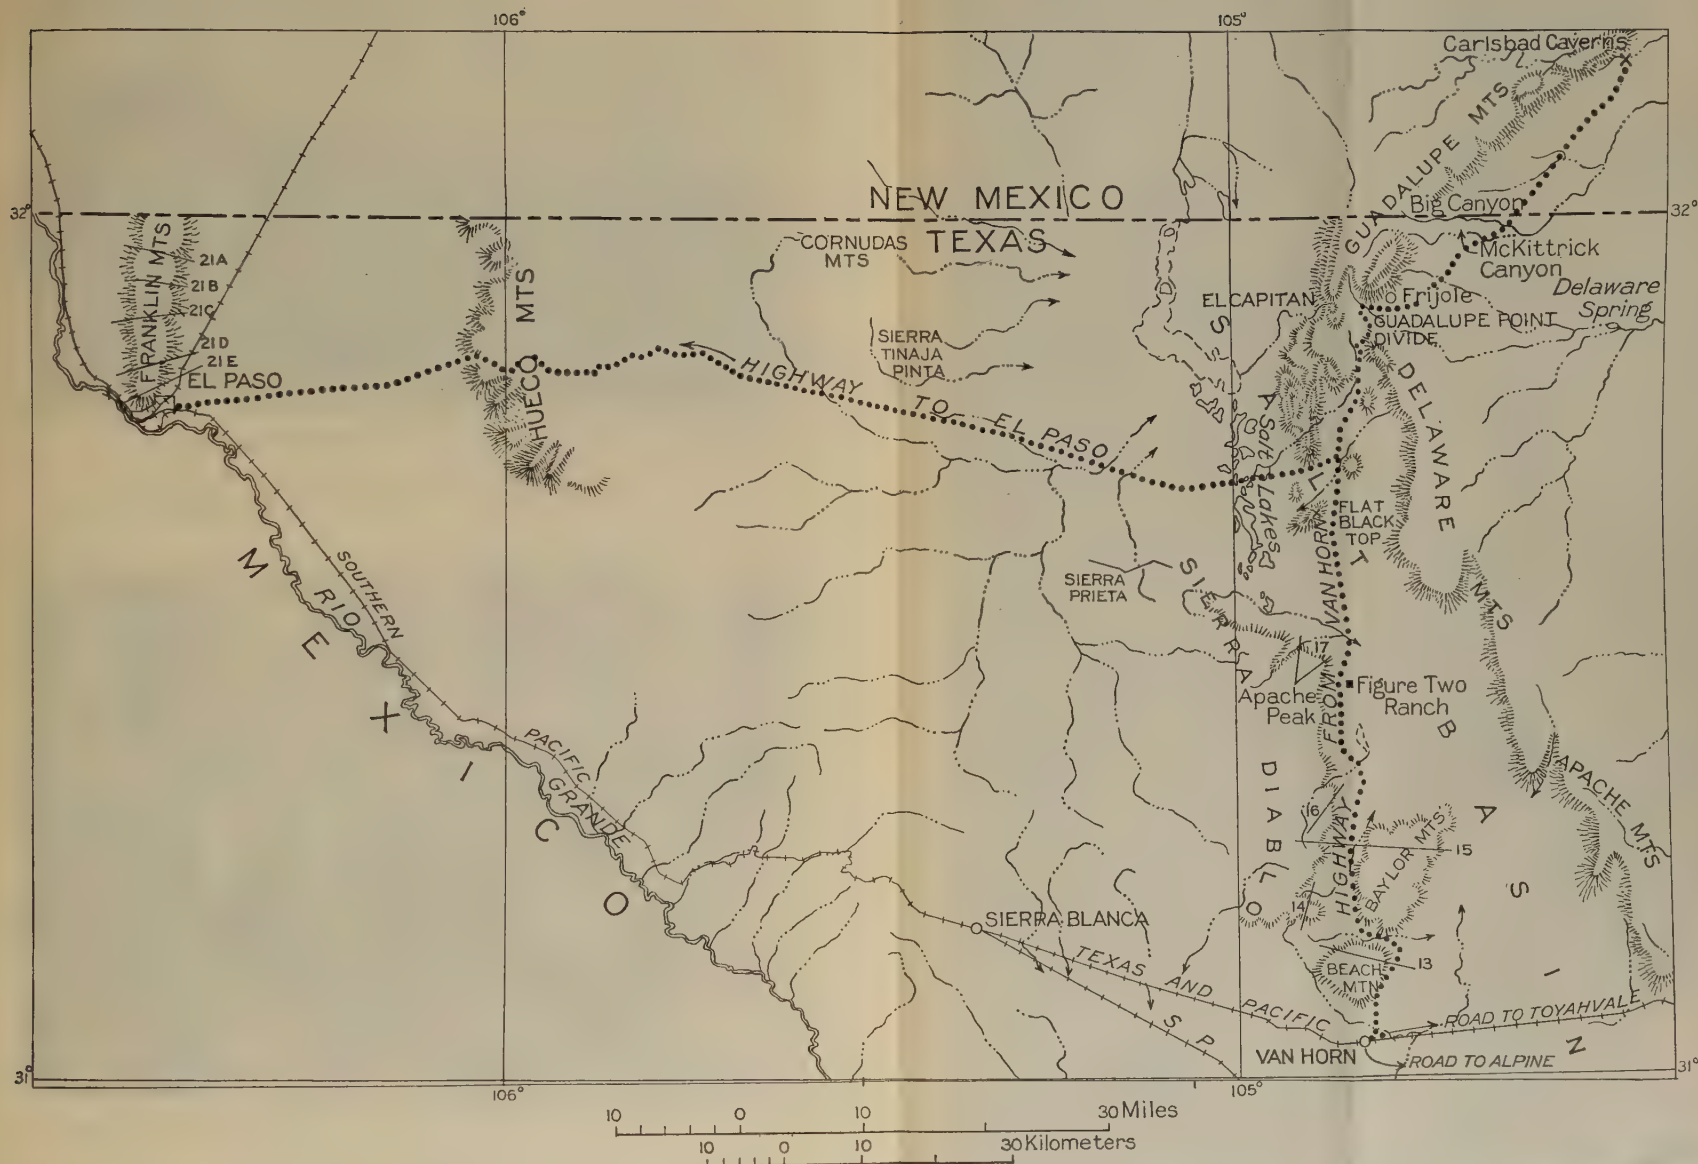 106°
105°
Carlsbad Caverns
GUADALUPE MTS
NEW MEXICO
32°
32°
Big Canyon
TEXAS
CORNUDAS
MTS
McKittrick
Canyon
FRANKLIN MTS
21A
21B
21C
21D
21E
EL PASO
HUECO MTS
Delaware
Spring
EL CAPITAN
Frijole
GUADALUPE POINT
DIVIDE
SIERRA
TINAJA
PINTA
HIGHWAY TO EL PASO
DELAWARE MTS
SALT BASIN
Salt Lakes
FLAT
BLACK
TOP
SIERRA
PRIETA
SIERRA DIABLO
HIGHWAY FROM VAN HORN
17
Apache
Peak
Figure Two
Ranch
MEXICO
RIO GRANDE
SOUTHERN PACIFIC
APACHE MTS
16
15
BAYLOR MTS
14
SIERRA BLANCA
TEXAS AND PACIFIC
S P
13
BEACH
MTN
ROAD TO TOYAHVALE
VAN HORN
ROAD TO ALPINE
31°
31°
106°
105°
10 0 10 30 Miles
10 0 10 30 Kilometers